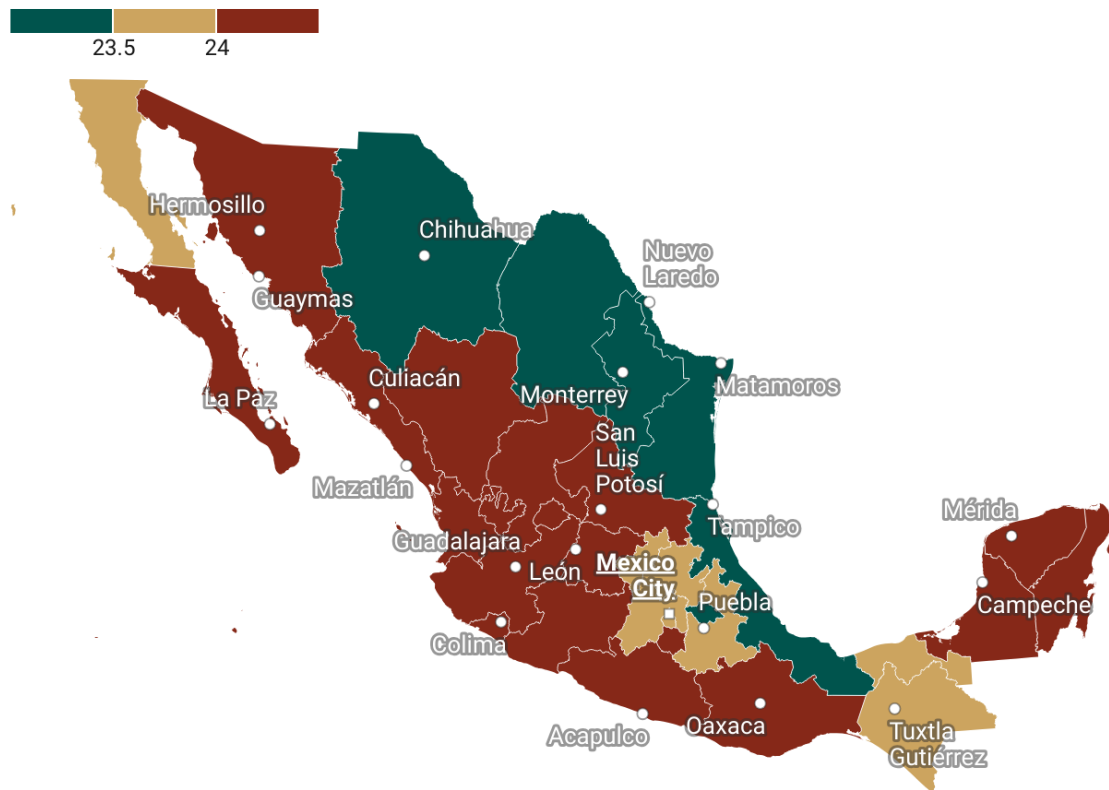 23.5
24
Hermosillo
Chihuahua
Nuevo
Laredo
Guaymas
Culiacán
La Paz
Monterrey
Matamoros
San
Luis
Potosí
Mazatlán
Tampico
Mérida
Guadalajara
León
Mexico
City
Puebla
Campeche
Colima
Oaxaca
Acapulco
Tuxtla
Gutiérrez